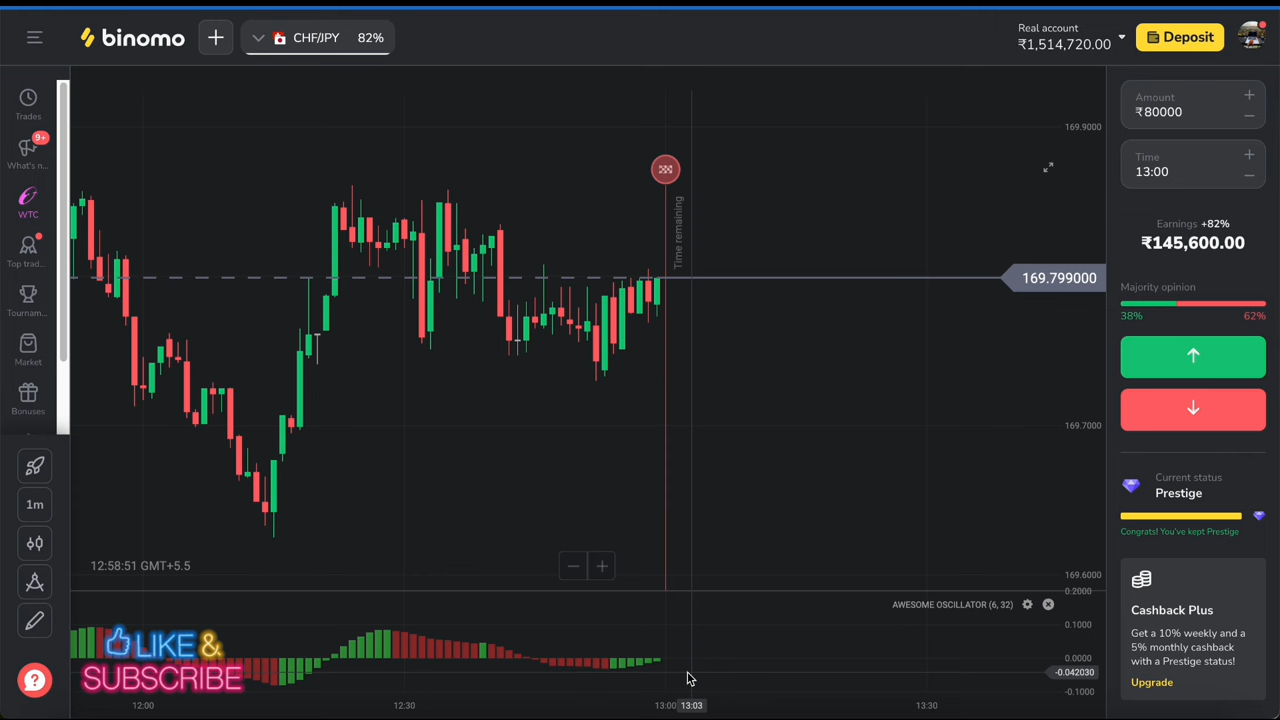 binomo
CHF/JPY 82%
Real account
₹1,514,720.00
Deposit
Trades
9+
What's n...
WTC
Top trad...
Tournam...
Market
Bonuses
1m
Time remaining
169.9000
169.799000
169.7000
169.6000
12:58:51 GMT+5.5
AWESOME OSCILLATOR (6, 32)
0.2000
0.1000
0.0000
-0.042030
-0.1000
12:00
12:30
13:00
13:03
13:30
LIKE &
SUBSCRIBE
Amount
₹80000
Time
13:00
Earnings +82%
₹145,600.00
Majority opinion
38% 62%
Current status
Prestige
Congrats! You've kept Prestige
Cashback Plus
Get a 10% weekly and a
5% monthly cashback
with a Prestige status!
Upgrade